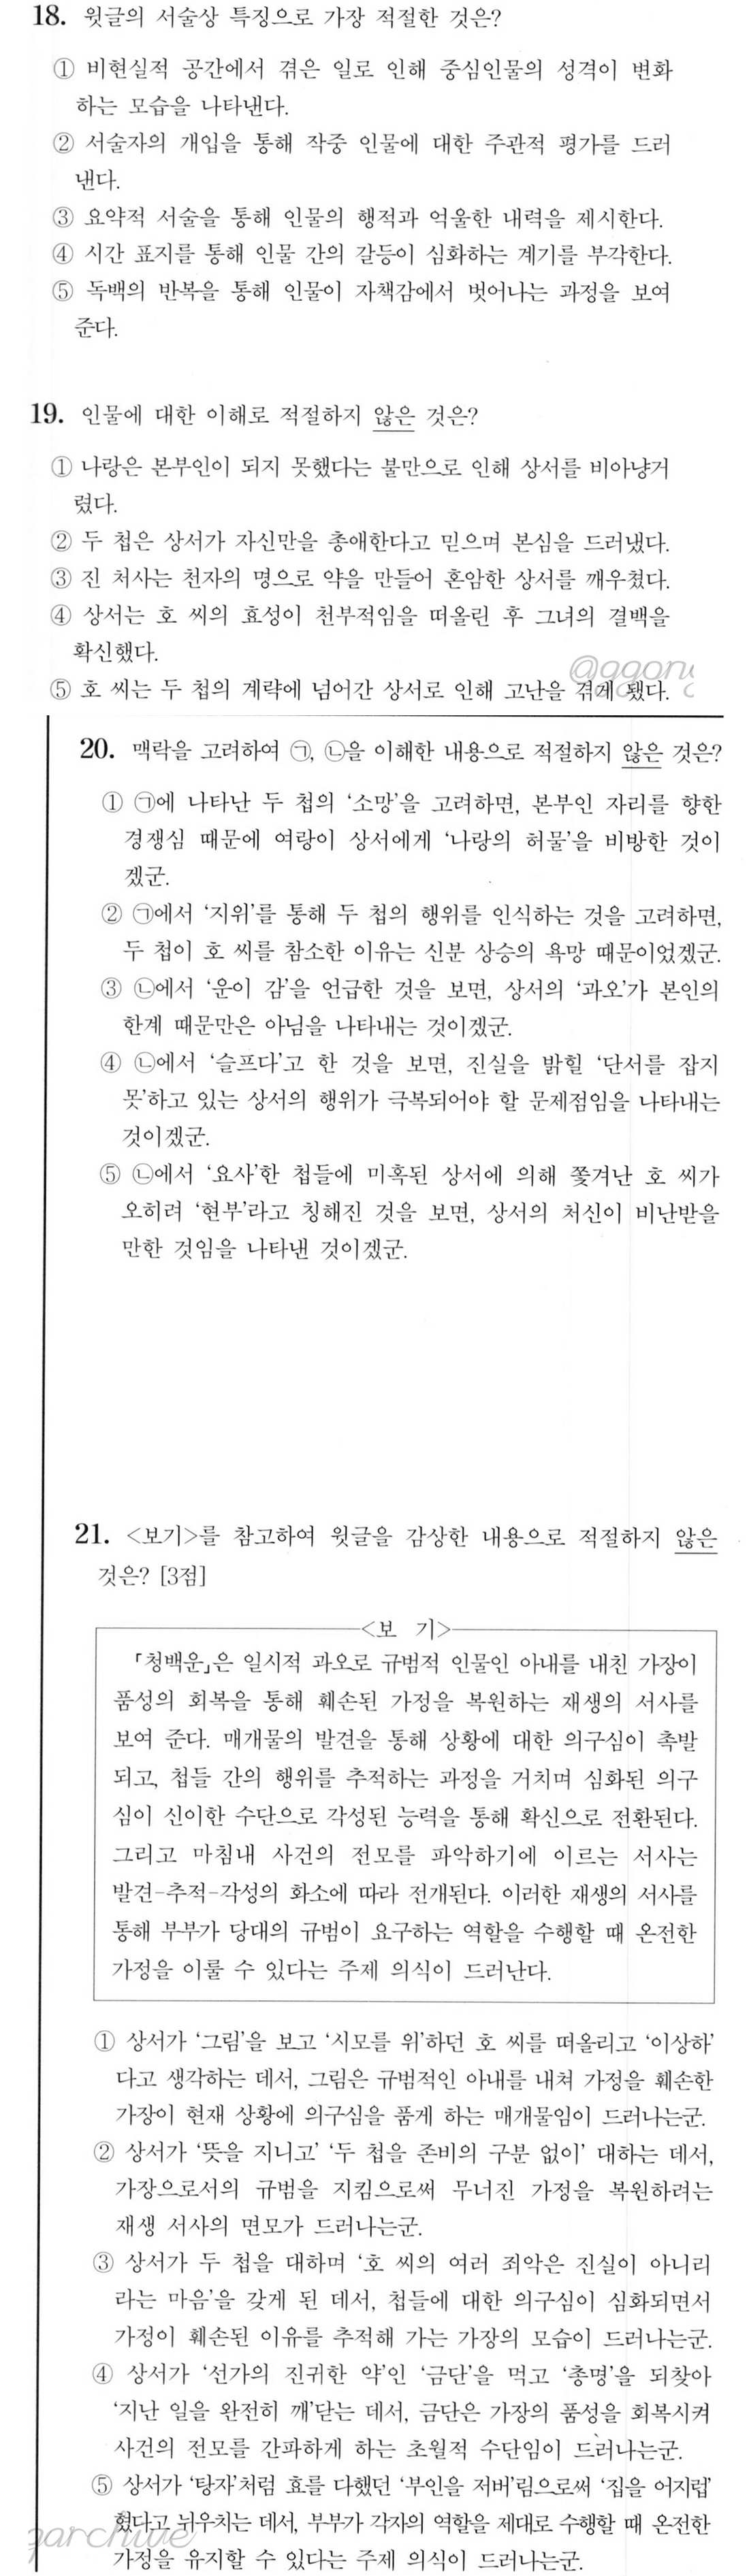 18. 윗글의 서술상 특징으로 가장 적절한 것은?
① 비현실적 공간에서 겪은 일로 인해 중심인물의 성격이 변화
하는 모습을 나타낸다.
② 서술자의 개입을 통해 작중 인물에 대한 주관적 평가를 드러
낸다.
③ 요약적 서술을 통해 인물의 행적과 억울한 내력을 제시한다.
④ 시간 표지를 통해 인물 간의 갈등이 심화하는 계기를 부각한다.
⑤ 독백의 반복을 통해 인물이 자책감에서 벗어나는 과정을 보여
준다.
19. 인물에 대한 이해로 적절하지 않은 것은?
① 나랑은 본부인이 되지 못했다는 불만으로 인해 상서를 비아냥거
렸다.
② 두 첩은 상서가 자신만을 총애한다고 믿으며 본심을 드러냈다.
③ 진 처사는 천자의 명으로 약을 만들어 혼암한 상서를 깨우쳤다.
④ 상서는 호 씨의 효성이 천부적임을 떠올린 후 그녀의 결백을
확신했다.
@ggong
⑤ 호 씨는 두 첩의 계략에 넘어간 상서로 인해 고난을 겪게 됐다.
20. 맥락을 고려하여 ㉠, ㉡을 이해한 내용으로 적절하지 않은 것은?
① ㉠에 나타난 두 첩의 ‘소망’을 고려하면, 본부인 자리를 향한
경쟁심 때문에 여랑이 상서에게 ‘나랑의 허물’을 비방한 것이
겠군.
② ㉠에서 ‘지위’를 통해 두 첩의 행위를 인식하는 것을 고려하면,
두 첩이 호 씨를 참소한 이유는 신분 상승의 욕망 때문이었겠군.
③ ㉡에서 ‘운이 감’을 언급한 것을 보면, 상서의 ‘과오’가 본인의
한계 때문만은 아님을 나타내는 것이겠군.
④ ㉡에서 ‘슬프다’고 한 것을 보면, 진실을 밝힐 ‘단서를 잡지
못’하고 있는 상서의 행위가 극복되어야 할 문제점임을 나타내는
것이겠군.
⑤ ㉡에서 ‘요사’한 첩들에 미혹된 상서에 의해 쫓겨난 호 씨가
오히려 ‘현부’라고 칭해진 것을 보면, 상서의 처신이 비난받을
만한 것임을 나타낸 것이겠군.
21. <보기>를 참고하여 윗글을 감상한 내용으로 적절하지 않은
것은? [3점]
<보 기>
「청백운」은 일시적 과오로 규범적 인물인 아내를 내친 가장이
품성의 회복을 통해 훼손된 가정을 복원하는 재생의 서사를
보여 준다. 매개물의 발견을 통해 상황에 대한 의구심이 촉발
되고, 첩들 간의 행위를 추적하는 과정을 거치며 심화된 의구
심이 신이한 수단으로 각성된 능력을 통해 확신으로 전환된다.
그리고 마침내 사건의 전모를 파악하기에 이르는 서사는
발견-추적-각성의 화소에 따라 전개된다. 이러한 재생의 서사를
통해 부부가 당대의 규범이 요구하는 역할을 수행할 때 온전한
가정을 이룰 수 있다는 주제 의식이 드러난다.
① 상서가 ‘그림’을 보고 ‘시모를 위’하던 호 씨를 떠올리고 ‘이상하’
다고 생각하는 데서, 그림은 규범적인 아내를 내쳐 가정을 훼손한
가장이 현재 상황에 의구심을 품게 하는 매개물임이 드러나는군.
② 상서가 ‘뜻을 지니고’ ‘두 첩을 존비의 구분 없이’ 대하는 데서,
가장으로서의 규범을 지킴으로써 무너진 가정을 복원하려는
재생 서사의 면모가 드러나는군.
③ 상서가 두 첩을 대하며 ‘호 씨의 여러 죄악은 진실이 아니리
라는 마음’을 갖게 된 데서, 첩들에 대한 의구심이 심화되면서
가정이 훼손된 이유를 추적해 가는 가장의 모습이 드러나는군.
④ 상서가 ‘선가의 진귀한 약’인 ‘금단’을 먹고 ‘총명’을 되찾아
‘지난 일을 완전히 깨’닫는 데서, 금단은 가장의 품성을 회복시켜
사건의 전모를 간파하게 하는 초월적 수단임이 드러나는군.
⑤ 상서가 ‘탕자’처럼 효를 다했던 ‘부인을 저버’림으로써 ‘집을 어지럽’
혔다고 뉘우치는 데서, 부부가 각자의 역할을 제대로 수행할 때 온전한
garchive
가정을 유지할 수 있다는 주제 의식이 드러나는군.